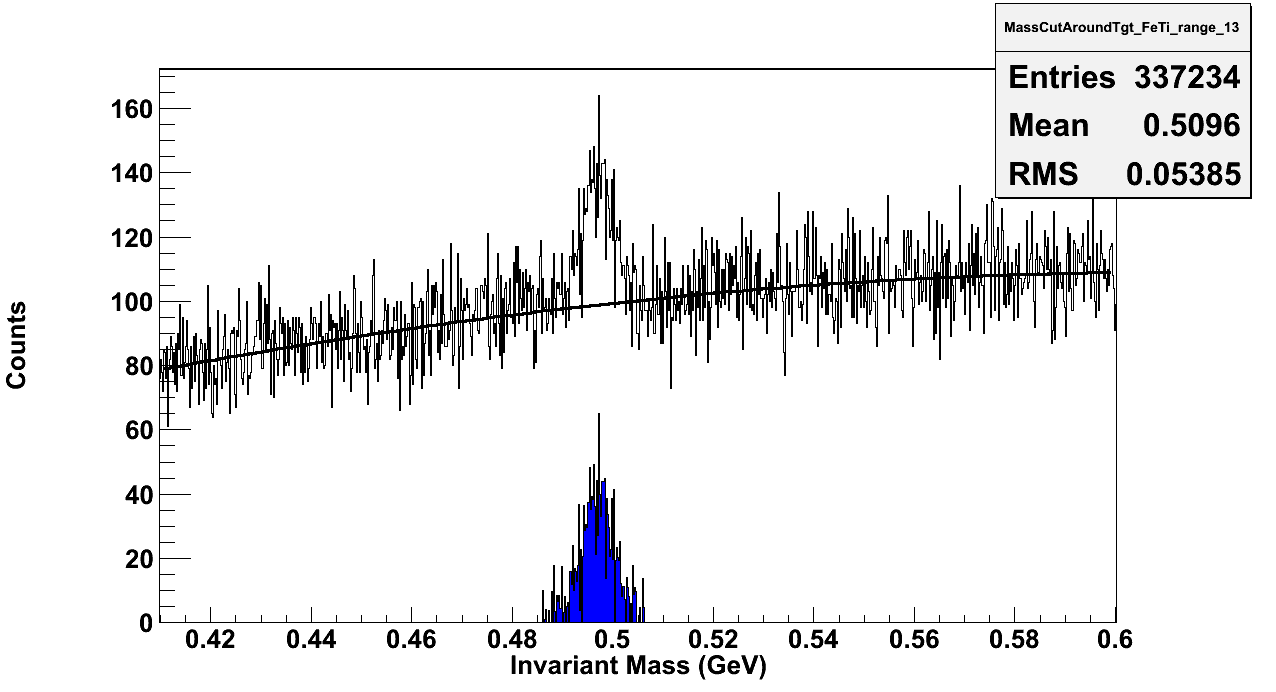 MassCutAroundTgt_FeTi_range_13
Entries 337234
Mean 0.5096
RMS 0.05385
Counts
160
140
120
100
80
60
40
20
0
0.42 0.44 0.46 0.48 0.5 0.52 0.54 0.56 0.58 0.6
Invariant Mass (GeV)